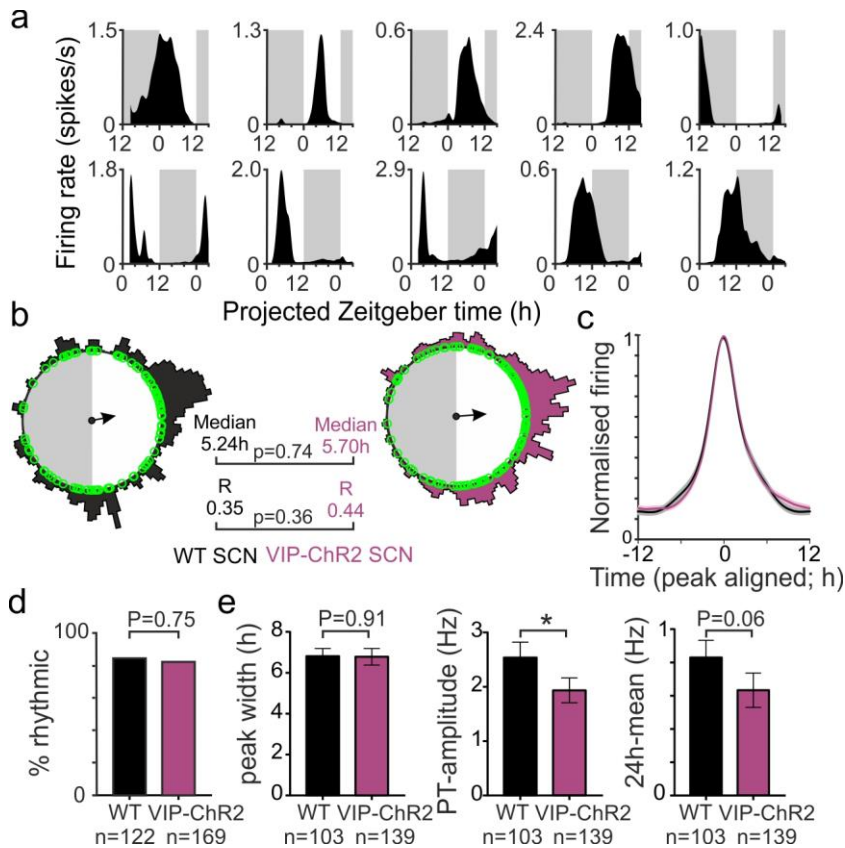 a
1.5 1.3 0.6 2.4 1.0
0 0 0 0 0
12 0 12 12 0 12 12 0 12 12 0 12 12 0 12
1.8 2.0 2.9 0.6 1.2
0 0 0 0 0
0 12 0 0 12 0 0 12 0 0 12 0 0 12 0
Firing rate (spikes/s)
Projected Zeitgeber time (h)
b
Median Median
5.24h p=0.74 5.70h
R R
0.35 p=0.36 0.44
WT SCN VIP-ChR2 SCN
c
Normalised firing
1
0
-12 0 12
Time (peak aligned; h)
d
% rhythmic
100
0
P=0.75
WT VIP-ChR2
n=122 n=169
e
peak width (h)
8
6
4
2
0
P=0.91
WT VIP-ChR2
n=103 n=139
PT-amplitude (Hz)
3
2
1
0
*
WT VIP-ChR2
n=103 n=139
24h-mean (Hz)
1
0
P=0.06
WT VIP-ChR2
n=103 n=139